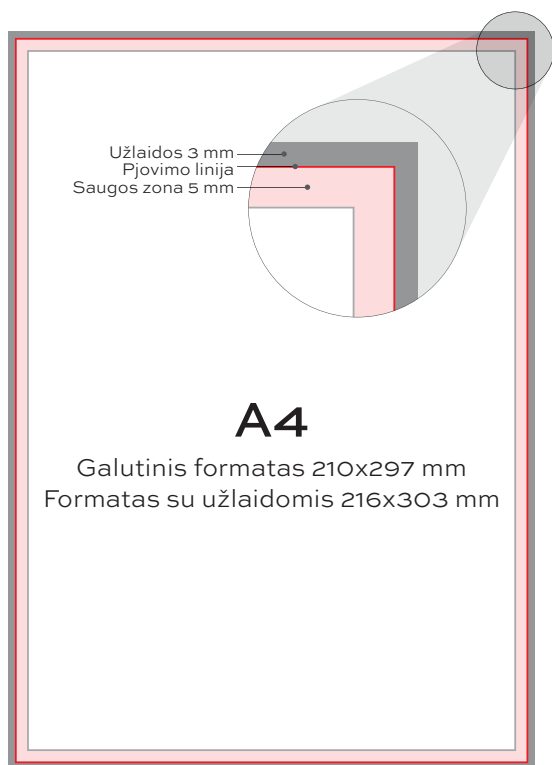 Užlaidos 3 mm
Pjovimo linija
Saugos zona 5 mm
A4
Galutinis formatas 210x297 mm
Formatas su užlaidomis 216x303 mm